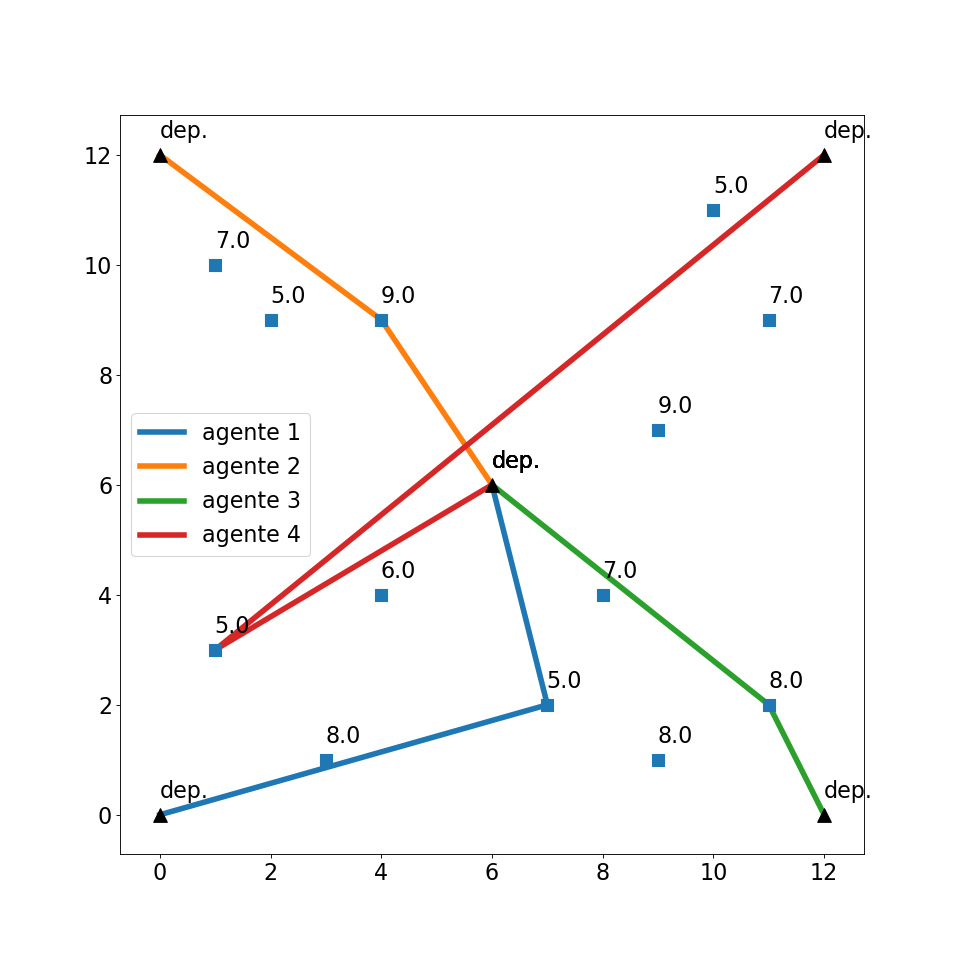 dep. dep.
12
5.0
7.0
10
5.0 9.0 7.0
8
9.0
agente 1
agente 2
agente 3
agente 4
dep.
6
6.0 7.0
4
5.0
5.0 8.0
2
8.0 8.0
dep. dep.
0
0 2 4 6 8 10 12